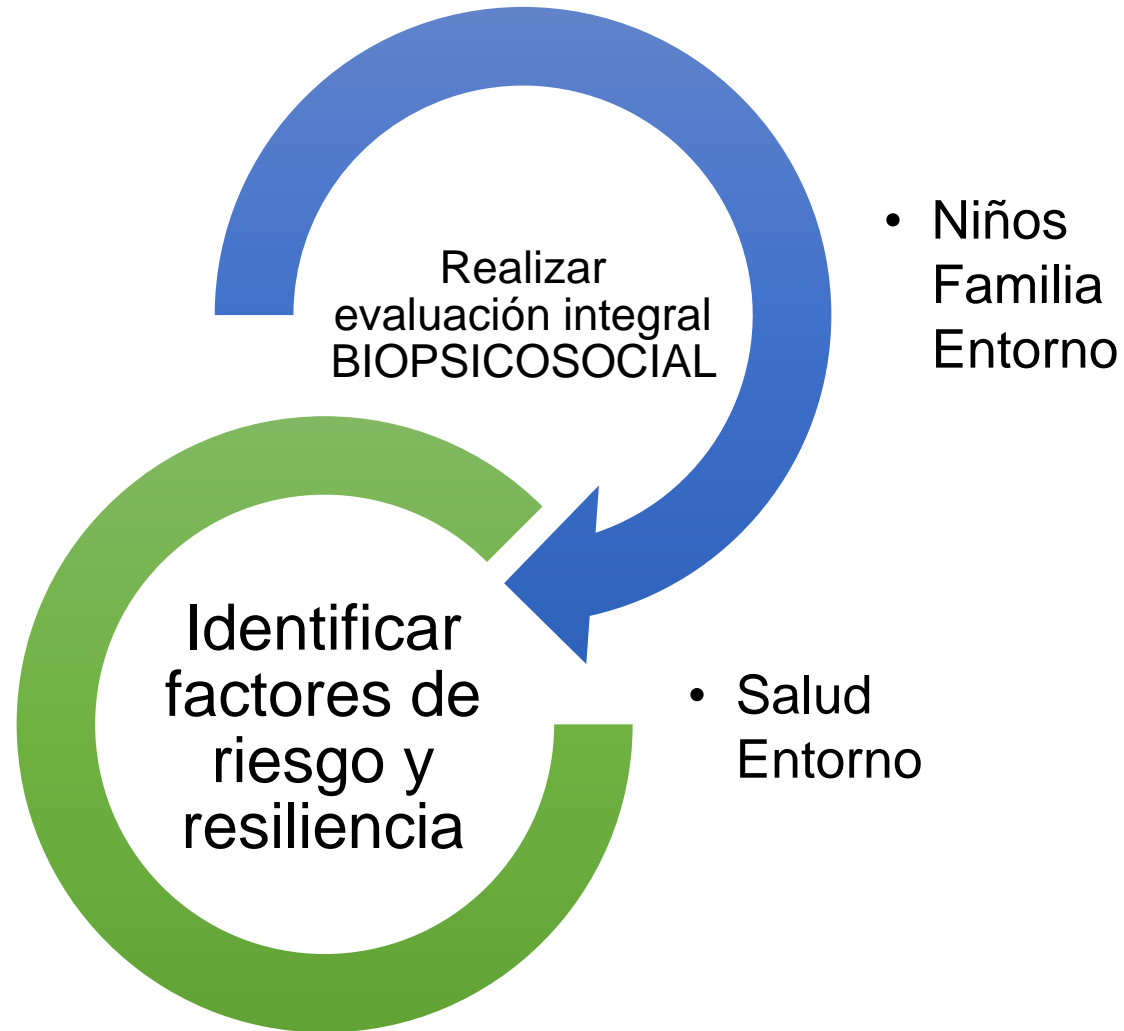 Realizar
evaluación integral
BIOPSICOSOCIAL
• Niños
Familia
Entorno
Identificar
factores de
riesgo y
resiliencia
• Salud
Entorno